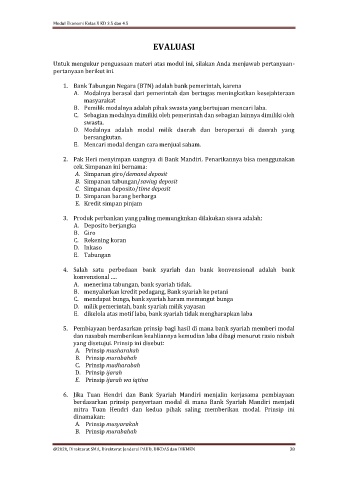 Modul Ekonomi Kelas X KD 3.5 dan 4.5
EVALUASI
Untuk mengukur penguasaan materi atas modul ini, silakan Anda menjawab pertanyaan-
pertanyaan berikut ini.
1. Bank Tabungan Negara (BTN) adalah bank pemerintah, karena
A. Modalnya berasal dari pemerintah dan bertugas meningkatkan kesejahteraan
masyarakat
B. Pemilik modalnya adalah pihak swasta yang bertujuan mencari laba.
C. Sebagian modalnya dimiliki oleh pemerintah dan sebagian lainnya dimiliki oleh
swasta.
D. Modalnya adalah modal milik daerah dan beroperasi di daerah yang
bersangkutan.
E. Mencari modal dengan cara menjual saham.
2. Pak Heri menyimpan uangnya di Bank Mandiri. Penarikannya bisa menggunakan
cek. Simpanan ini bernama:
A. Simpanan giro/demand deposit
B. Simpanan tabungan/saving deposit
C. Simpanan deposito/time deposit
D. Simpanan barang berharga
E. Kredit simpan pinjam
3. Produk perbankan yang paling memungkinkan dilakukan siswa adalah:
A. Deposito berjangka
B. Giro
C. Rekening koran
D. Inkaso
E. Tabungan
4. Salah satu perbedaan bank syariah dan bank konvensional adalah bank
konvensional ....
A. menerima tabungan, bank syariah tidak.
B. menyalurkan kredit pedagang, Bank syariah ke petani
C. mendapat bunga, bank syariah haram memungut bunga
D. milik pemerintah, bank syariah milik yayasan
E. dikelola atas motif laba, bank syariah tidak mengharapkan laba
5. Pembiayaan berdasarkan prinsip bagi hasil di mana bank syariah memberi modal
dan nasabah memberikan keahliannya kemudian laba dibagi menurut rasio nisbah
yang disetujui. Prinsip ini disebut:
A. Prinsip musharakah
B. Prinsip murabahah
C. Prinsip mudharabah
D. Prinsip ijarah
E. Prinsip ijarah wa iqtina
6. Jika Tuan Hendri dan Bank Syariah Mandiri menjalin kerjasama pembiayaan
berdasarkan prinsip penyertaan modal di mana Bank Syariah Mandiri menjadi
mitra Tuan Hendri dan kedua pihak saling memberikan modal. Prinsip ini
dinamakan:
A. Prinsip musyarakah
B. Prinsip murabahah
@2020, Direktorat SMA, Direktorat Jenderal PAUD, DIKDAS dan DIKMEN